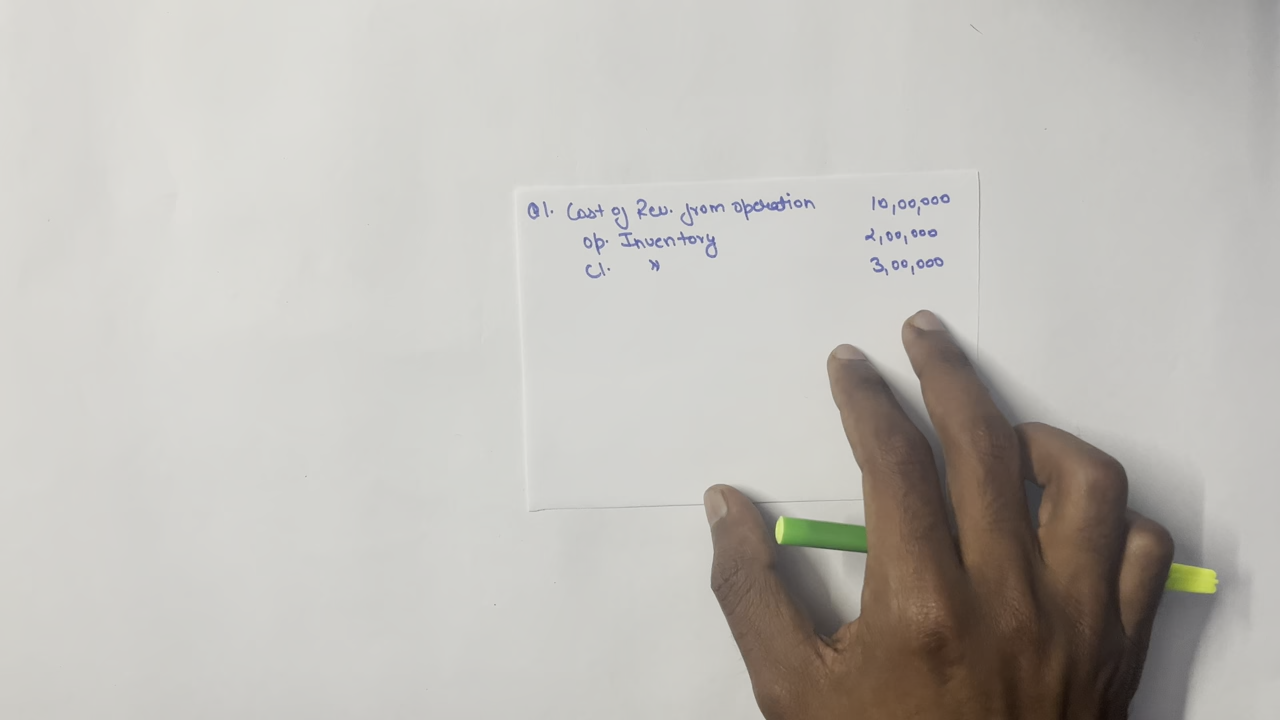 Q1. Cost of Rev. from operation 10,00,000
Op. Inventory 2,00,000
Cl. " 3,00,000